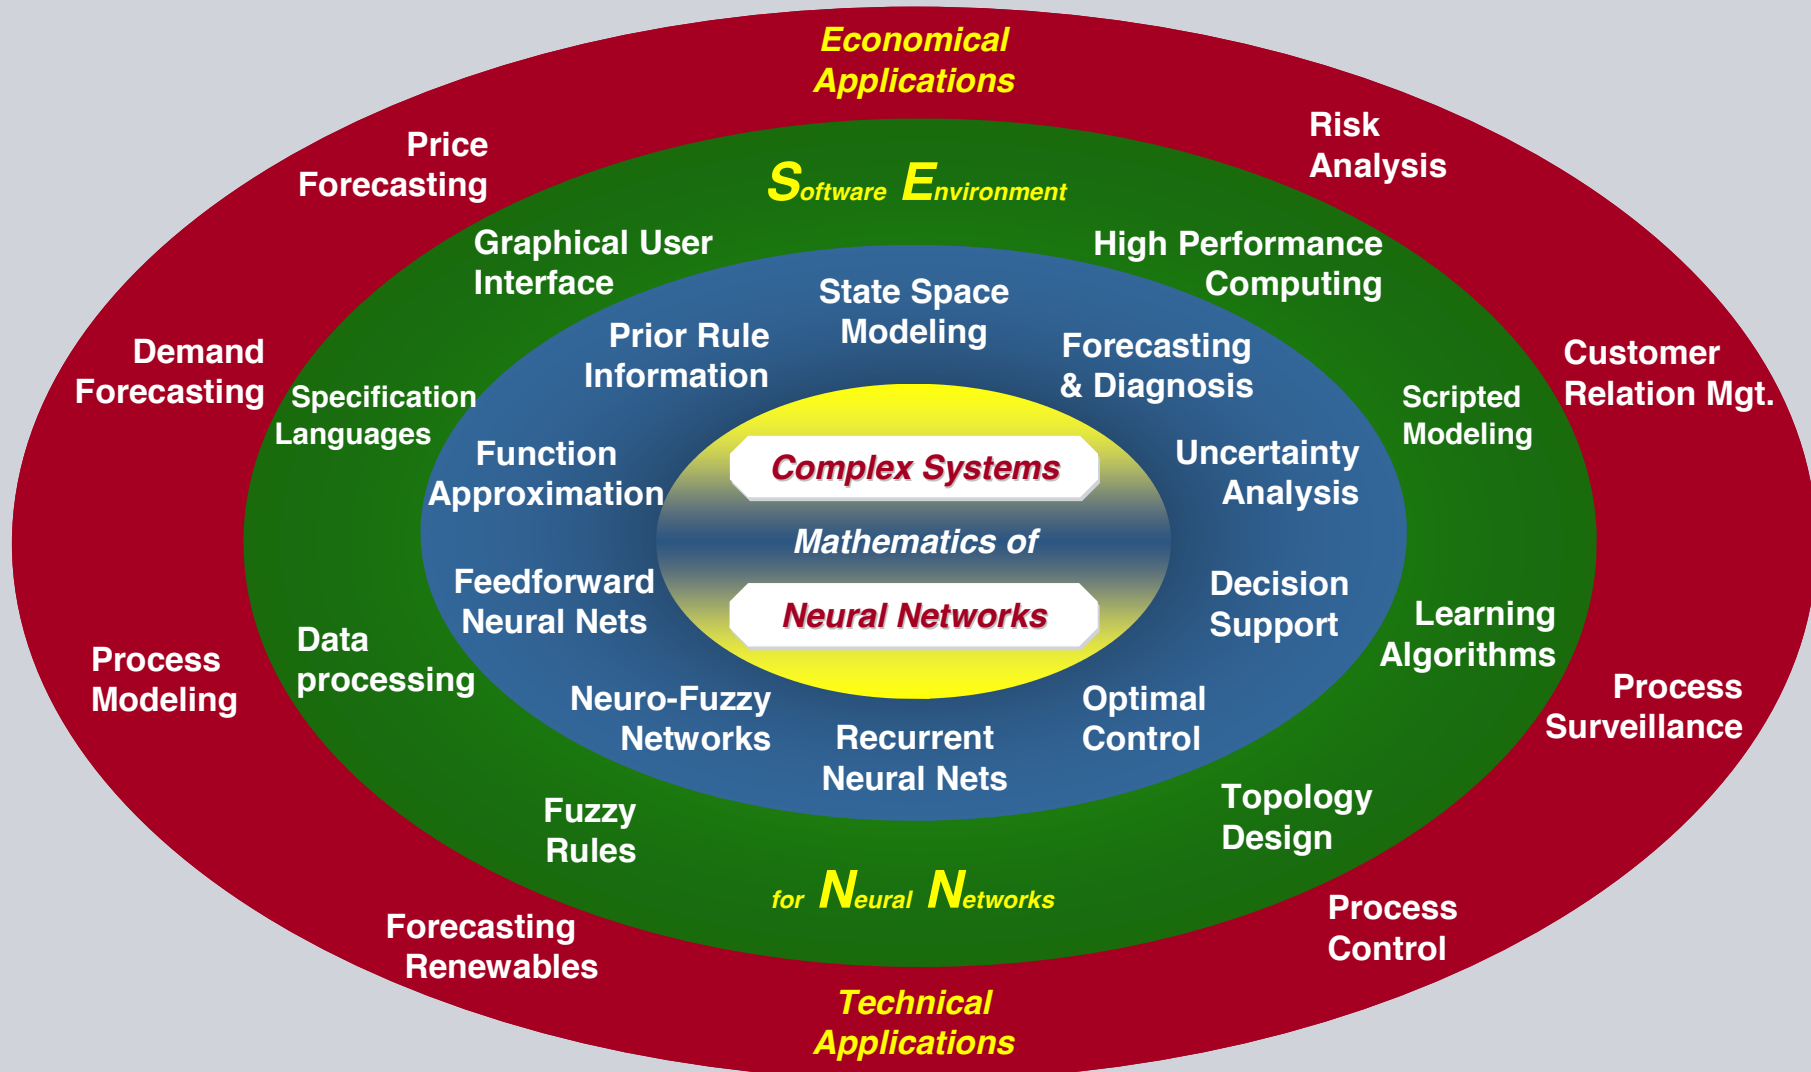 Economical
Applications
Risk
Analysis
Price
Forecasting
Software Environment
Graphical User
Interface
High Performance
Computing
State Space
Modeling
Prior Rule
Information
Forecasting
& Diagnosis
Demand
Forecasting
Customer
Relation Mgt.
Specification
Languages
Scripted
Modeling
Function
Approximation
Complex Systems
Uncertainty
Analysis
Mathematics of
Feedforward
Neural Nets
Neural Networks
Decision
Support
Learning
Algorithms
Data
processing
Process
Modeling
Process
Surveillance
Neuro-Fuzzy
Networks
Optimal
Control
Recurrent
Neural Nets
Fuzzy
Rules
Topology
Design
for Neural Networks
Forecasting
Renewables
Process
Control
Technical
Applications